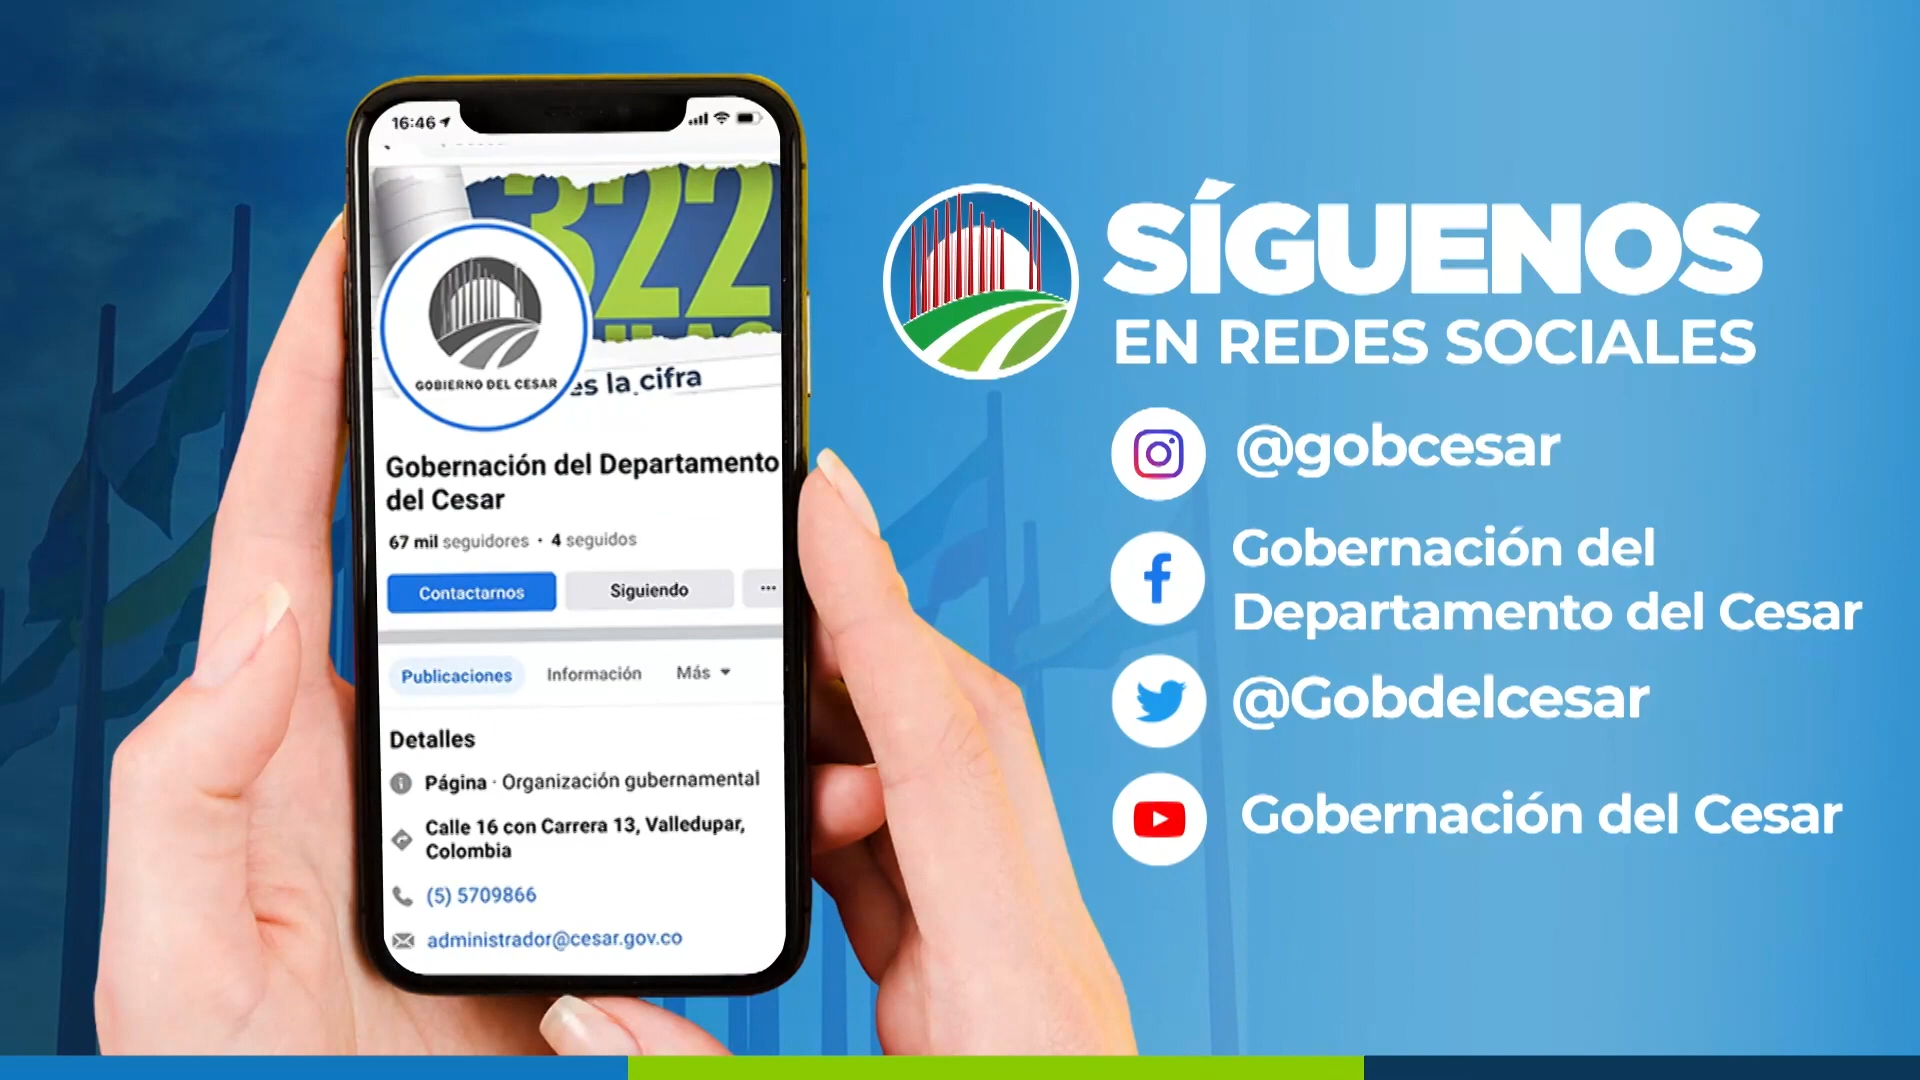 16:46
322
es la cifra
GOBIERNO DEL CESAR
Gobernación del Departamento
del Cesar
67 mil seguidores · 4 seguidos
Contactarnos
Siguiendo
...
Publicaciones
Información
Más
Detalles
Página · Organización gubernamental
Calle 16 con Carrera 13, Valledupar,
Colombia
(5) 5709866
administrador@cesar.gov.co
SÍGUENOS
EN REDES SOCIALES
@gobcesar
Gobernación del
Departamento del Cesar
@Gobdelcesar
Gobernación del Cesar